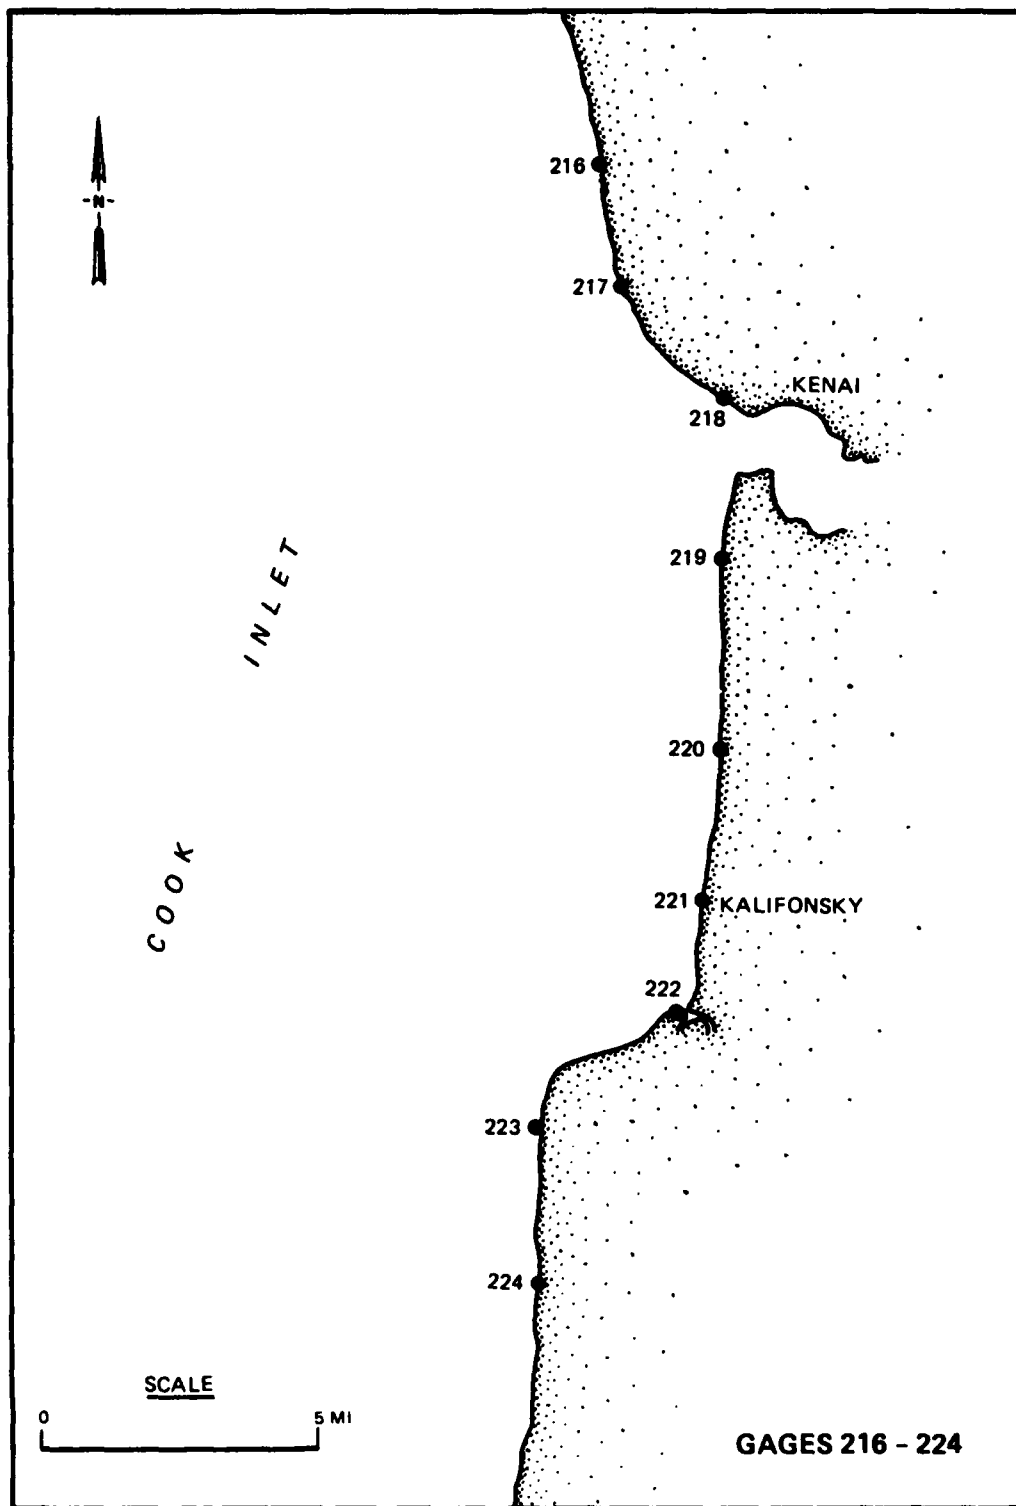 216
-N-
217
KENAI
218
INLET
219
220
COOK
221
KALIFONSKY
222
223
224
SCALE
0
5 MI
GAGES 216 - 224